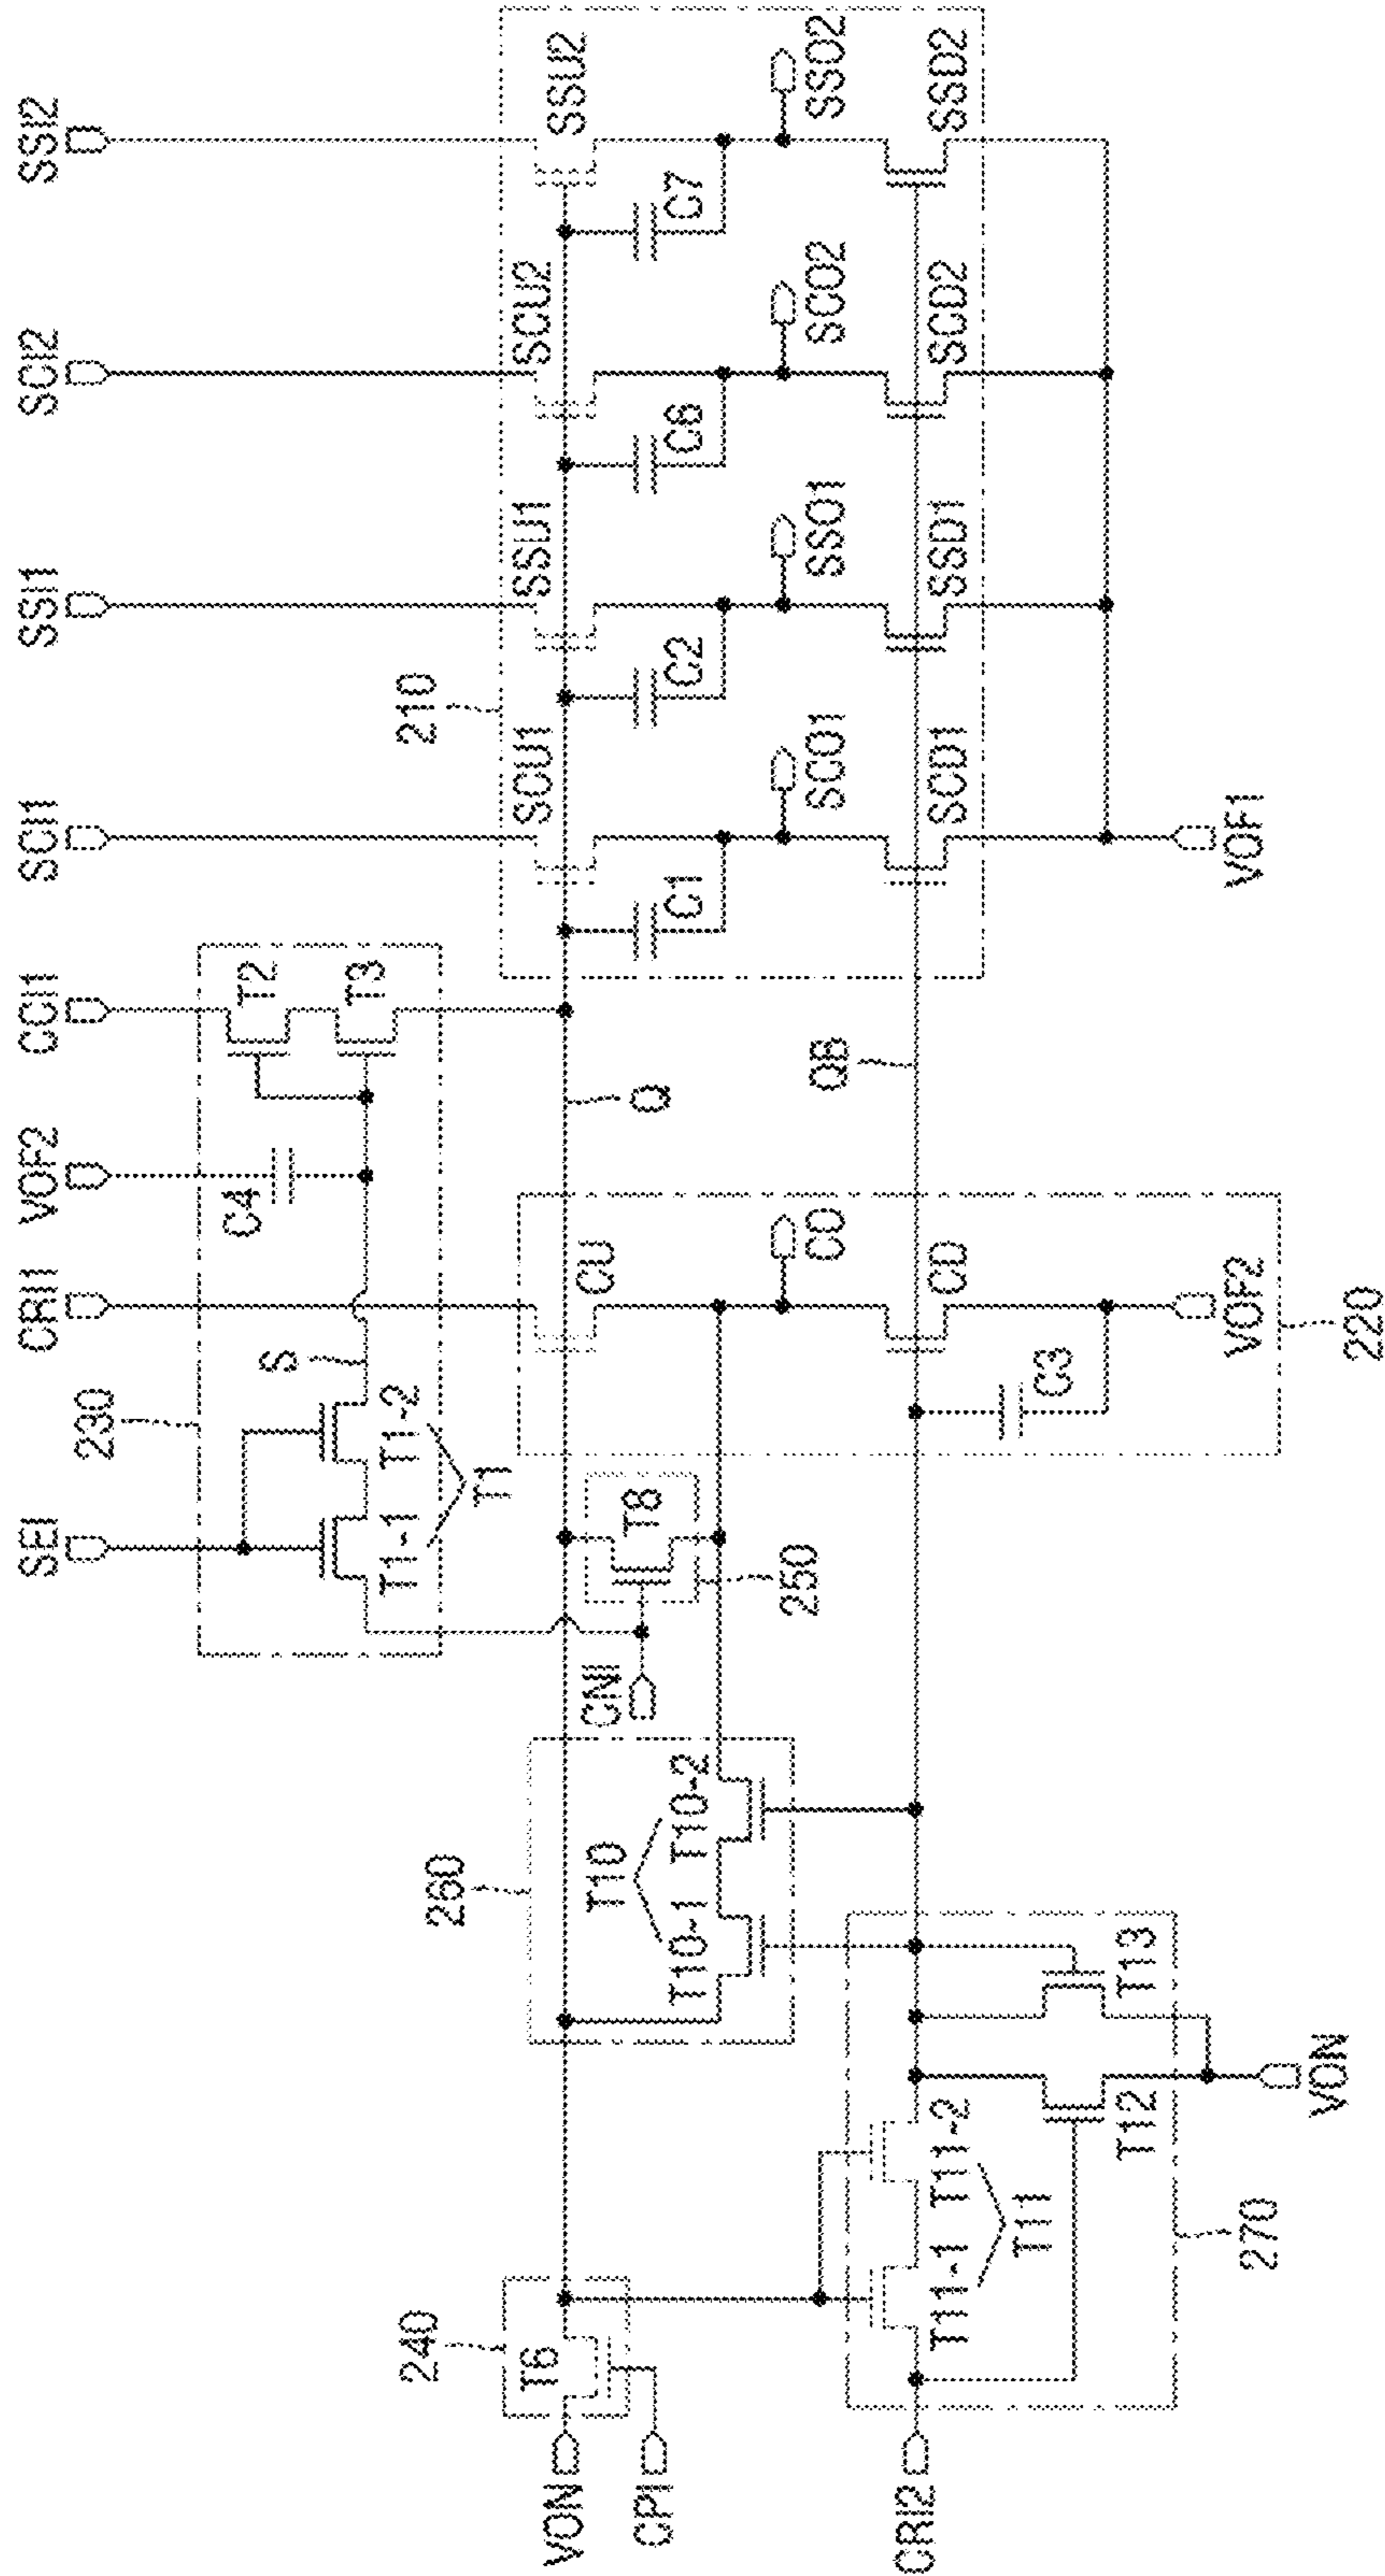 SEI
CRI1
VOF2
CCI1
SCI1
SSI1
SCI2
SSI2
230
210
T1-1
T1-2
T1
S
C4
T2
T3
SCU1
SSU1
SCU2
SSU2
C1
C2
C6
C7
SCO1
SSO1
SCO2
SSO2
SCD1
SSD1
SCD2
SSD2
VOF1
Q
QB
CU
CO
CD
C3
VOF2
220
T8
250
CNI
260
T10
T10-1
T10-2
240
T6
VON
CPI
CRI2
T11-1
T11-2
T11
T12
T13
270
VON